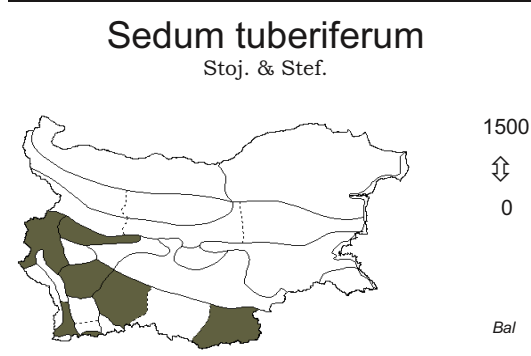 Sedum tuberiferum
Stoj. & Stef.
1500
⇕
0
Bal